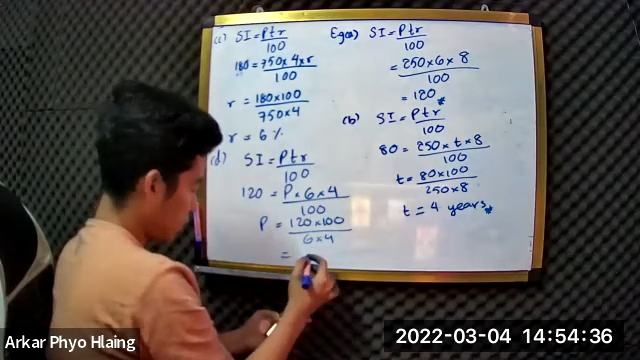 (c) SI = Ptr/100
180 = 750 × 4 × r/100
r = 180 × 100/750 × 4
r = 6 %
(d) SI = Ptr/100
120 = P × 6 × 4/100
P = 120 × 100/6 × 4
=
Eg(a) SI = Ptr/100
= 250 × 6 × 8/100
= 120
(b) SI = Ptr/100
80 = 250 × t × 8/100
t = 80 × 100/250 × 8
t = 4 years
Arkar Phyo Hlaing
2022-03-04 14:54:36